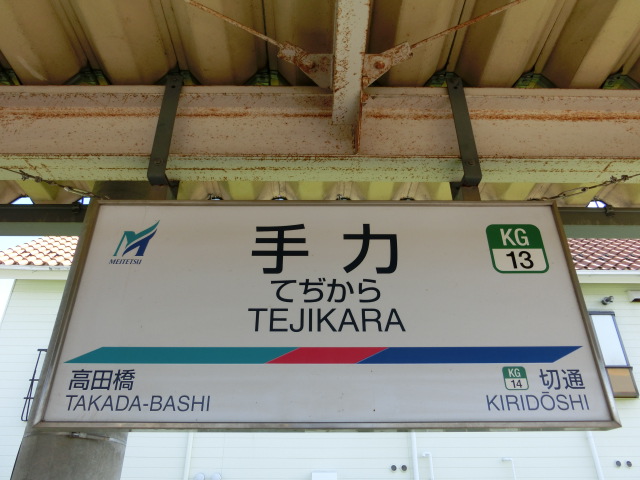 MEITETSU
手力
てぢから
TEJIKARA
KG
13
高田橋
TAKADA-BASHI
KG
14
切通
KIRIDŌSHI